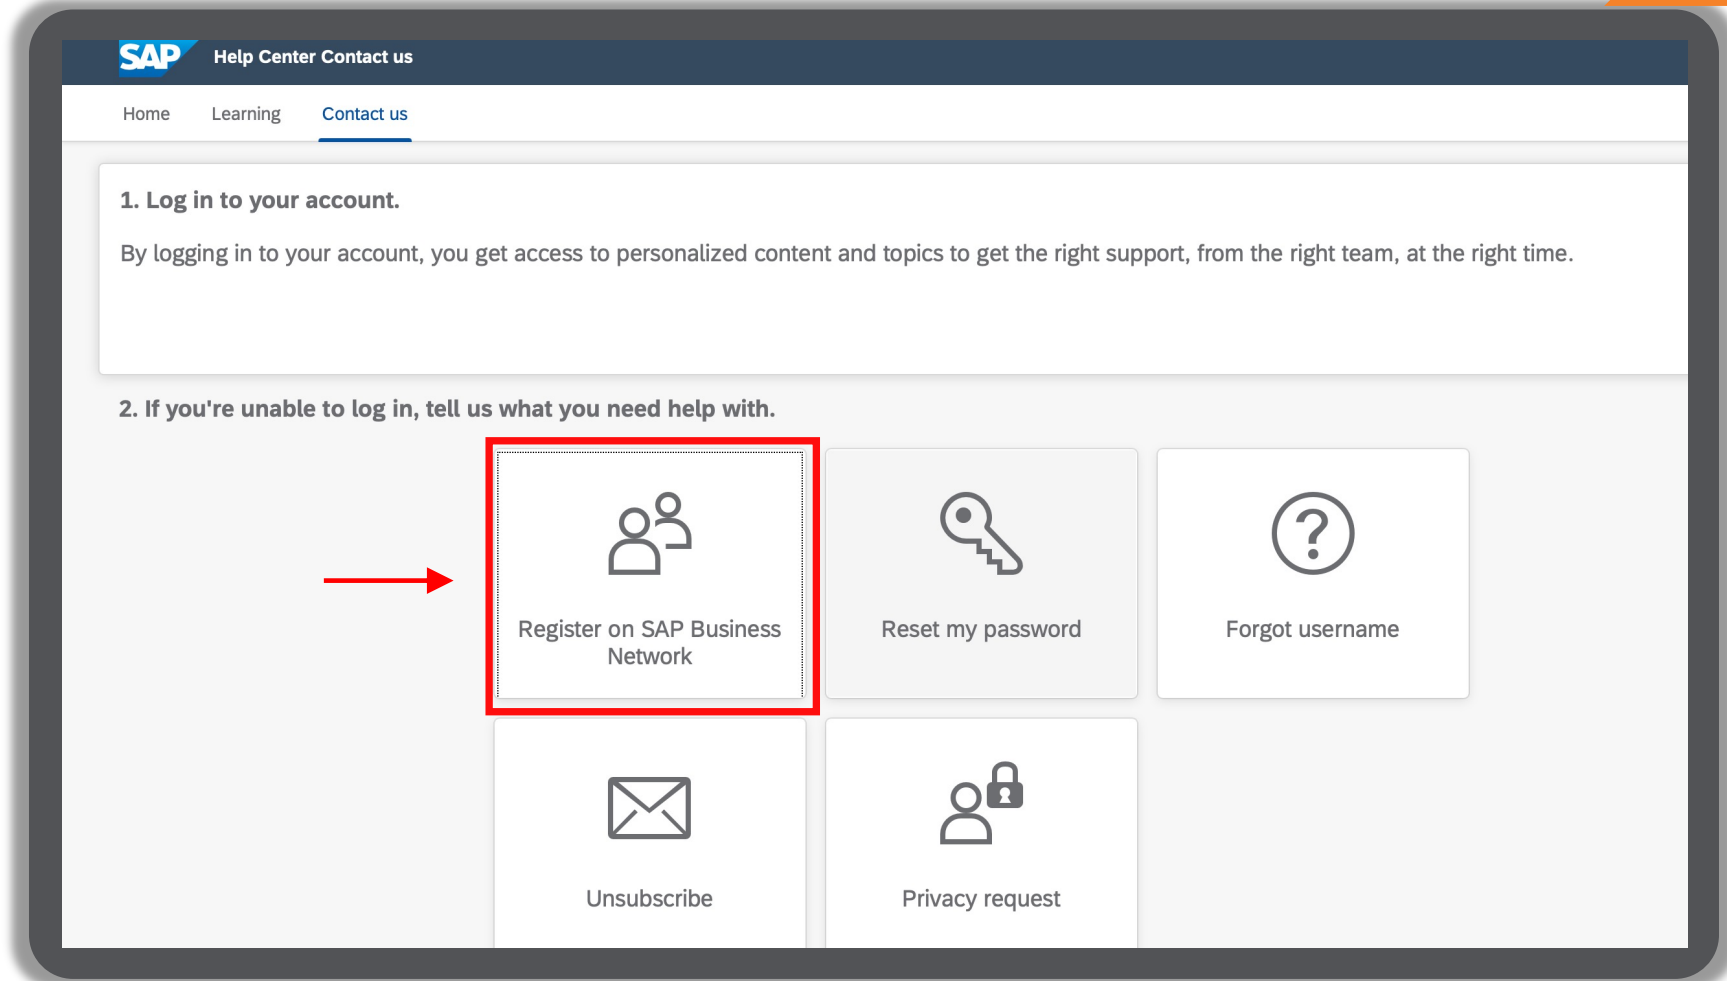 SAP Help Center Contact us
Home Learning Contact us
1. Log in to your account.
By logging in to your account, you get access to personalized content and topics to get the right support, from the right team, at the right time.
2. If you're unable to log in, tell us what you need help with.
Register on SAP Business
Network
Reset my password
Forgot username
Unsubscribe
Privacy request